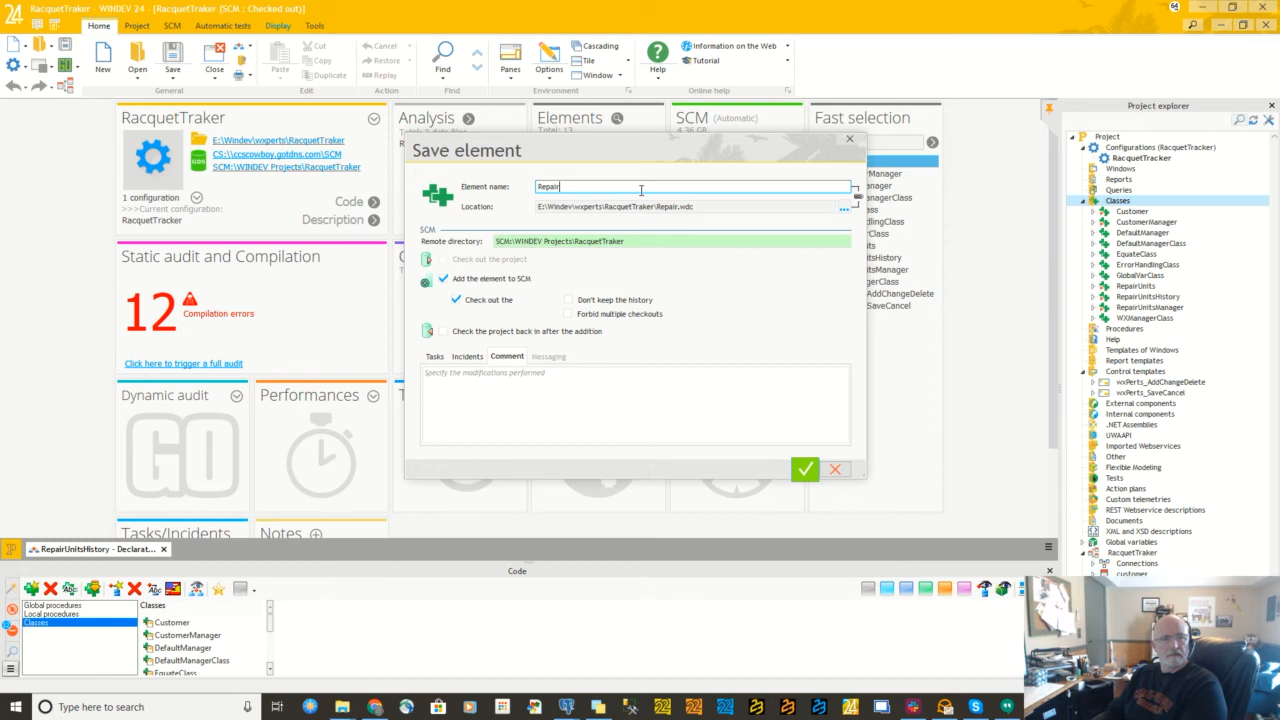 RacquetTraker - WINDEV 24 - [RacquetTraker (SCM : Checked out)]
64
Home
Project
SCM
Automatic tests
Display
Tools
New
Open
Save
Close
Paste
Cut
Copy
Duplicate
Cancel
Restore
Replay
Find
Panes
Options
Cascading
Tile
Window
Help
Information on the Web
Tutorial
General
Edit
Action
Find
Environment
Online help
RacquetTraker
E:\Windev\wxperts\RacquetTraker
CS:\\ccscowboy.gotdns.com\SCM
SCM:\WINDEV Projects\RacquetTraker
1 configuration
>>>Current configuration:
RacquetTraker
Code
Description
Analysis
Elements
SCM (Automatic)
4.36 GB
Fast selection
Static audit and Compilation
12
Compilation errors
Click here to trigger a full audit
Dynamic audit
GO
Performances
Tasks/Incidents
Notes
Save element
Element name:
Repair
Location:
E:\Windev\wxperts\RacquetTraker\Repair.wdc
SCM
Remote directory:
SCM:\WINDEV Projects\RacquetTraker
Check out the project
Add the element to SCM
Check out the
Don't keep the history
Forbid multiple checkouts
Check the project back in after the addition
Tasks
Incidents
Comment
Messaging
Specify the modifications performed
Project explorer
Project
Configurations (RacquetTraker)
RacquetTraker
Windows
Reports
Queries
Classes
Customer
CustomerManager
DefaultManager
DefaultManagerClass
EquateClass
ErrorHandlingClass
GlobalVarClass
RepairUnits
RepairUnitsHistory
RepairUnitsManager
WXManagerClass
Procedures
Help
Templates of Windows
Report templates
Control templates
wxPerts_AddChangeDelete
wxPerts_SaveCancel
External components
Internal components
.NET Assemblies
UWAAPI
Imported Webservices
Other
Flexible Modeling
Tests
Action plans
Custom telemetries
REST Webservice descriptions
Documents
XML and XSD descriptions
Global variables
RacquetTraker
Connections
customer
RepairUnitsHistory - Declarat...
Code
Global procedures
Local procedures
Classes
Classes
Customer
CustomerManager
DefaultManager
DefaultManagerClass
EquateClass
Type here to search